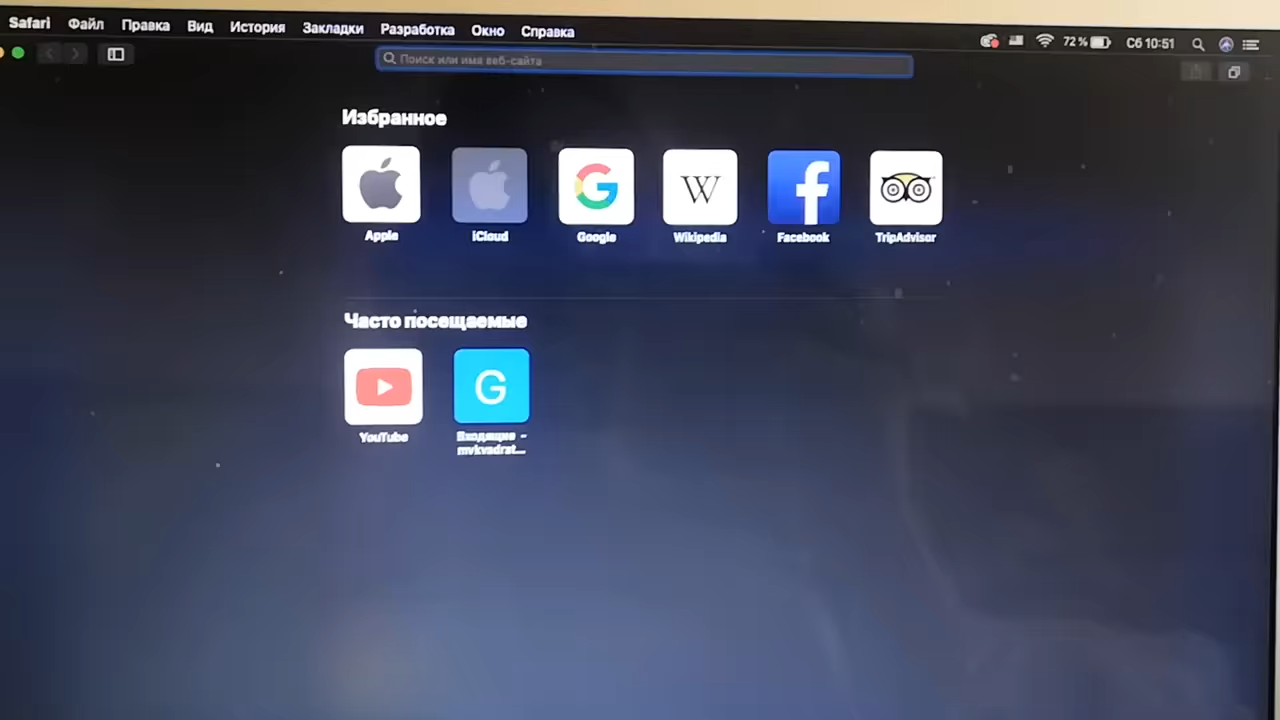 Safari Файл Правка Вид История Закладки Разработка Окно Справка 72 % Сб 10:51
Поиск или имя веб-сайта
Избранное
Apple iCloud Google Wikipedia Facebook TripAdvisor
Часто посещаемые
G
YouTube Входящие –
mvkvadrat...